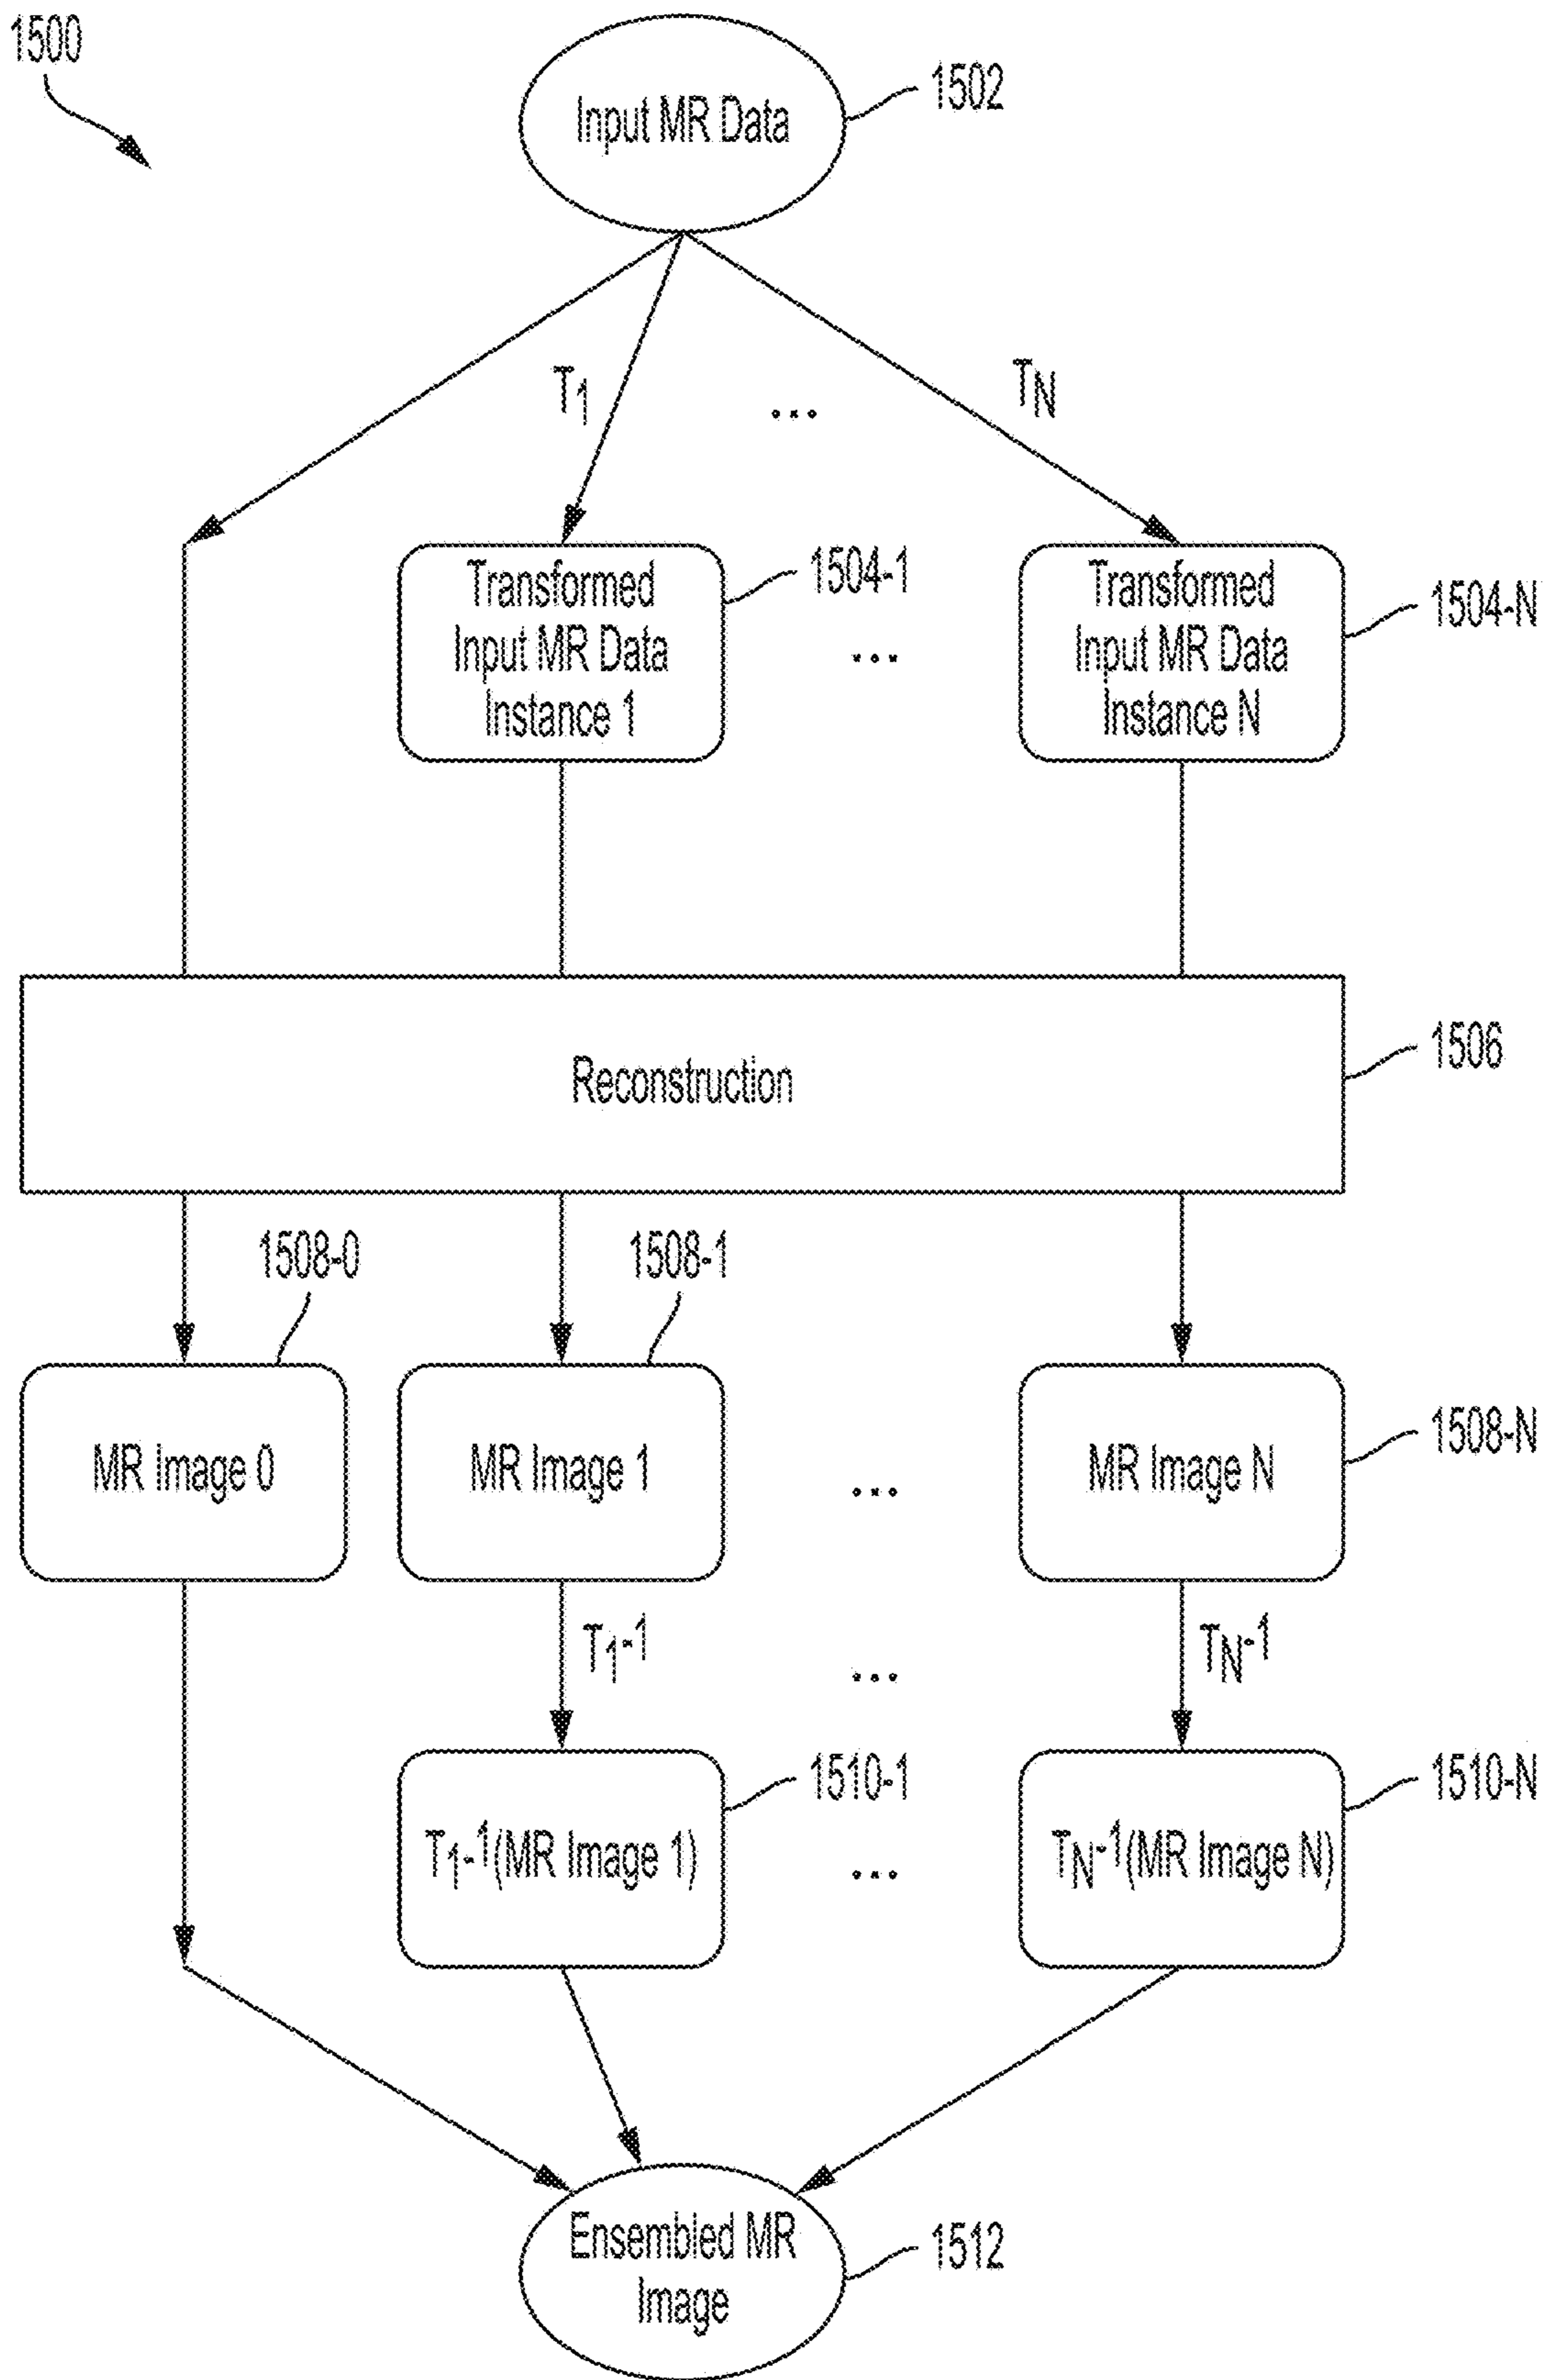 1500
Input MR Data
1502
T1
...
TN
Transformed
Input MR Data
Instance 1
1504-1
...
Transformed
Input MR Data
Instance N
1504-N
Reconstruction
1506
1508-0
1508-1
MR Image 0
MR Image 1
...
MR Image N
1508-N
T1-1
...
TN-1
T1-1(MR Image 1)
1510-1
...
TN-1(MR Image N)
1510-N
Ensembled MR
Image
1512